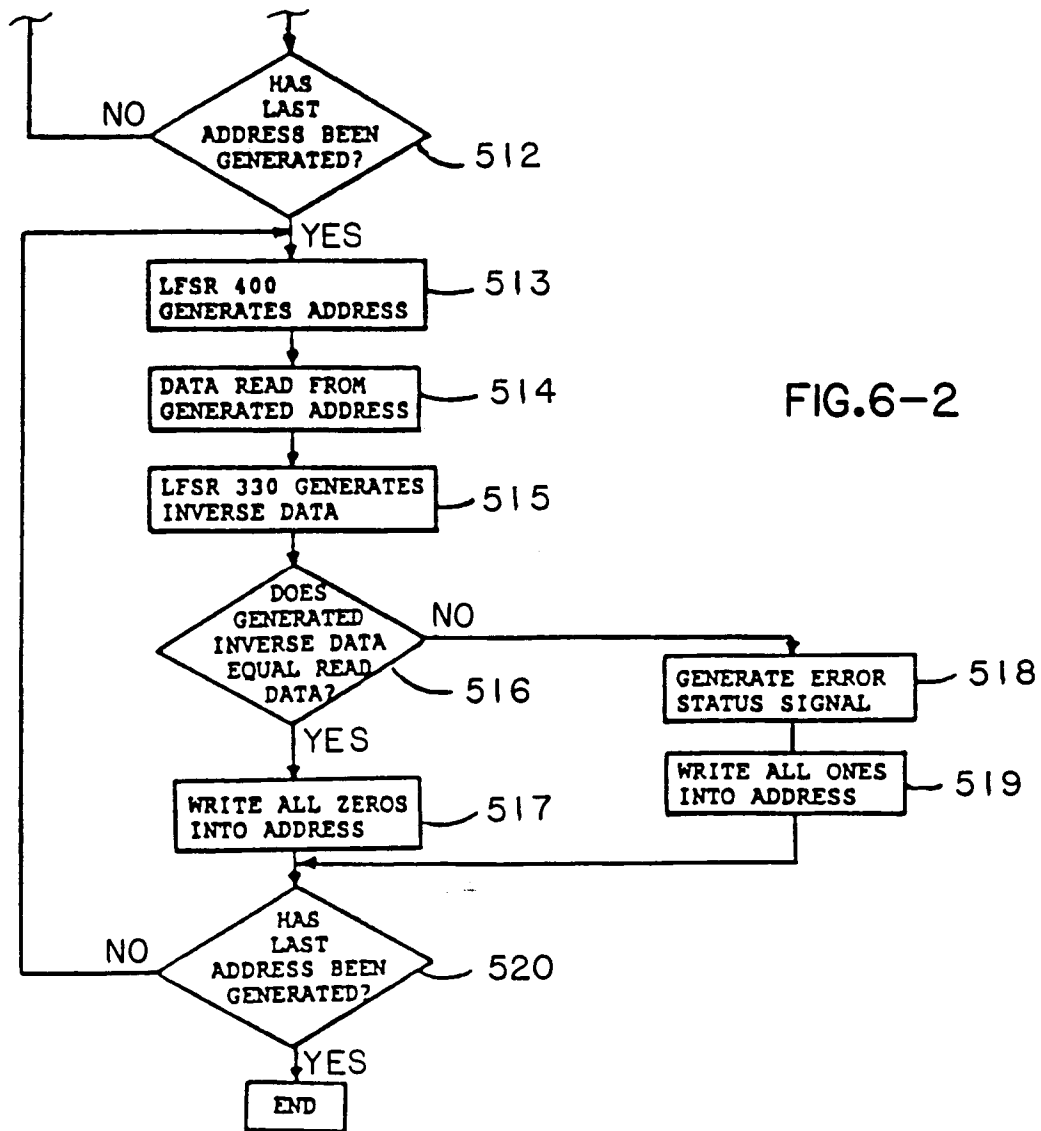 HAS
LAST
ADDRESS BEEN
GENERATED?
NO
512
YES
LFSR 400
GENERATES ADDRESS
513
DATA READ FROM
GENERATED ADDRESS
514
FIG.6-2
LFSR 330 GENERATES
INVERSE DATA
515
DOES
GENERATED
INVERSE DATA
EQUAL READ
DATA?
NO
516
GENERATE ERROR
STATUS SIGNAL
518
YES
WRITE ALL ZEROS
INTO ADDRESS
517
WRITE ALL ONES
INTO ADDRESS
519
HAS
LAST
ADDRESS BEEN
GENERATED?
NO
520
YES
END